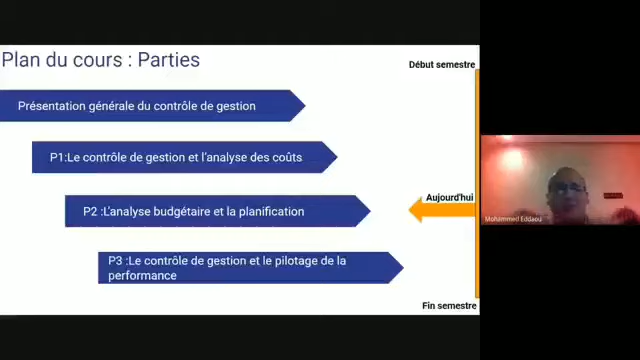 Plan du cours : Parties
Début semestre
Présentation générale du contrôle de gestion
P1:Le contrôle de gestion et l'analyse des coûts
Aujourd'hui
P2 :L'analyse budgétaire et la planification
Mohammed Eddaou
P3 :Le contrôle de gestion et le pilotage de la
performance
Fin semestre